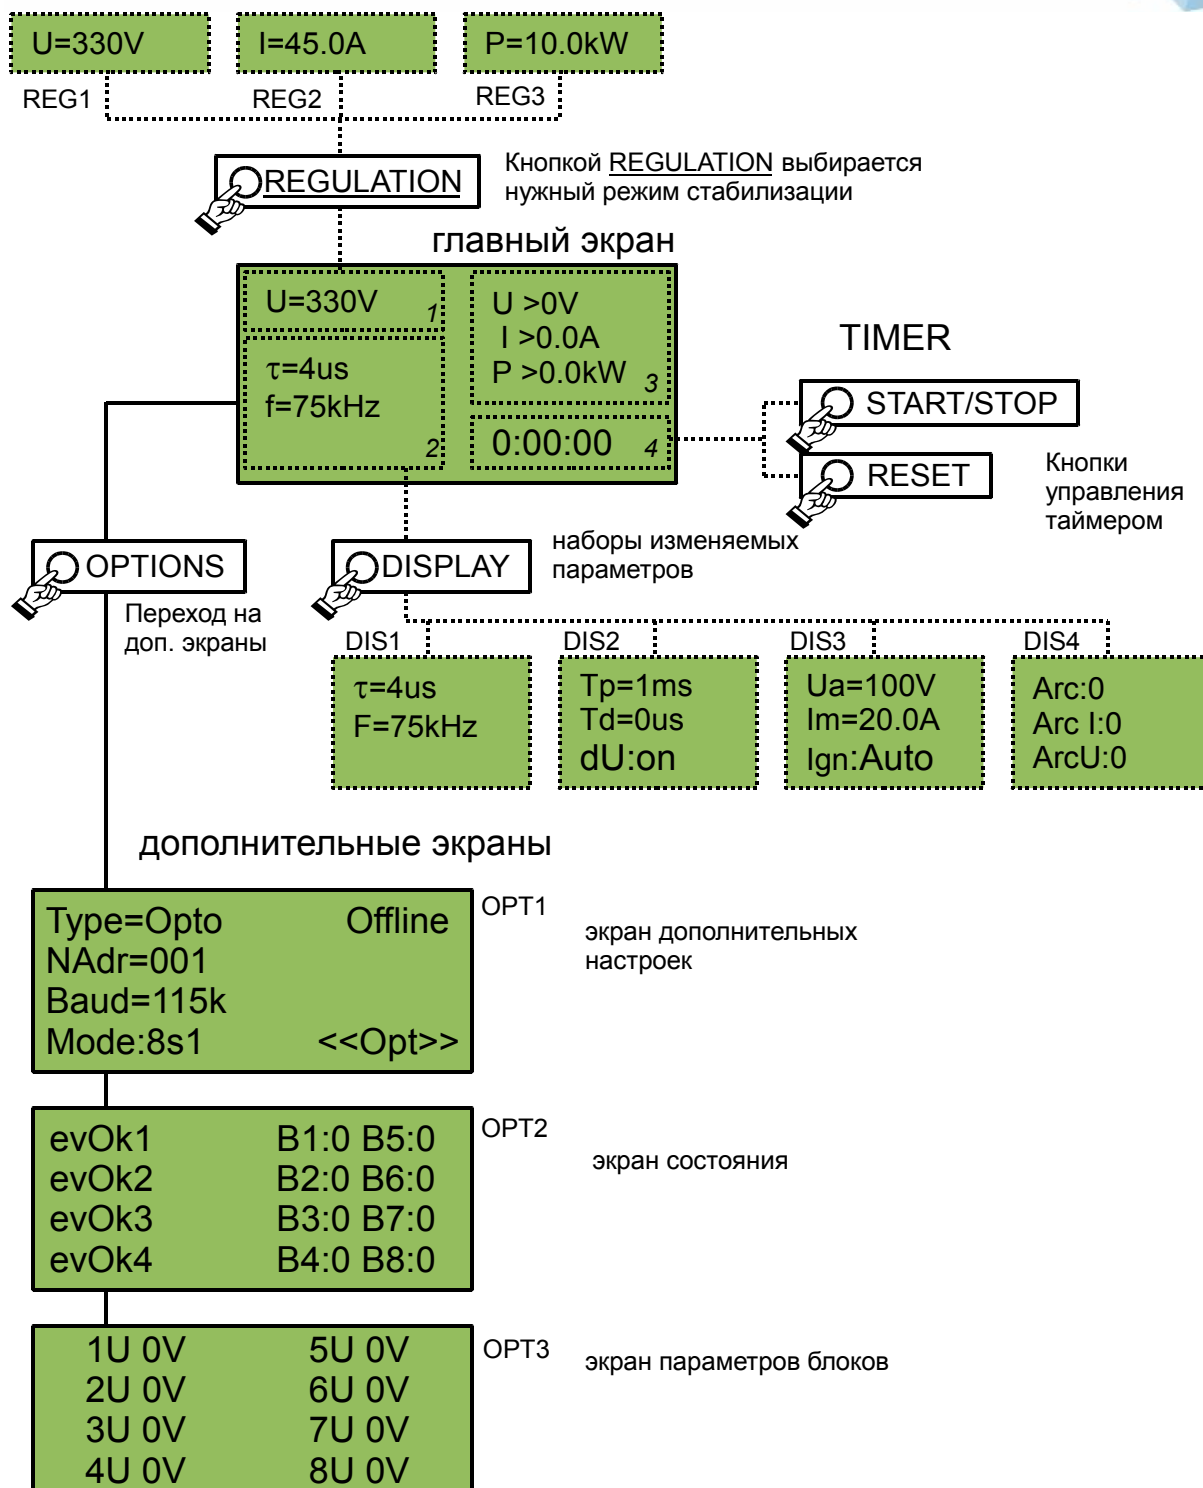 U=330V
I=45.0A
P=10.0kW
REG1
REG2
REG3
REGULATION
Кнопкой REGULATION выбирается
нужный режим стабилизации
главный экран
U=330V 1
τ=4us
f=75kHz
2
U >0V
I >0.0A
P >0.0kW 3
0:00:00 4
TIMER
START/STOP
RESET
Кнопки
управления
таймером
OPTIONS
Переход на
доп. экраны
DISPLAY
наборы изменяемых
параметров
DIS1
τ=4us
F=75kHz
DIS2
Tp=1ms
Td=0us
dU:on
DIS3
Ua=100V
Im=20.0A
Ign:Auto
DIS4
Arc:0
Arc I:0
ArcU:0
дополнительные экраны
Type=Opto Offline
NAdr=001
Baud=115k
Mode:8s1 <<Opt>>
OPT1
экран дополнительных
настроек
evOk1 B1:0 B5:0
evOk2 B2:0 B6:0
evOk3 B3:0 B7:0
evOk4 B4:0 B8:0
OPT2
экран состояния
1U 0V 5U 0V
2U 0V 6U 0V
3U 0V 7U 0V
4U 0V 8U 0V
OPT3
экран параметров блоков